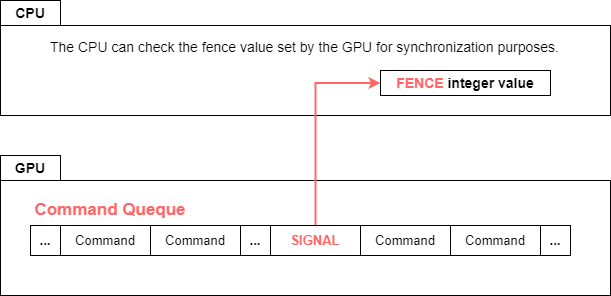 CPU
The CPU can check the fence value set by the GPU for synchronization purposes.
FENCE integer value
GPU
Command Queque
... Command Command ... SIGNAL Command Command ...